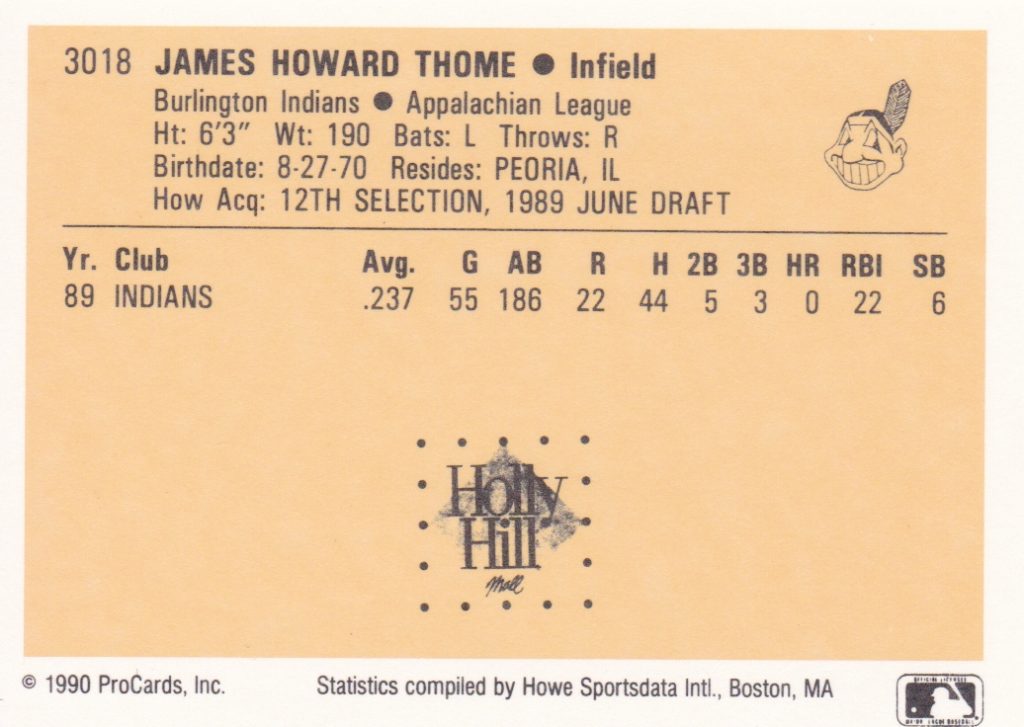 3018 JAMES HOWARD THOME ● Infield
Burlington Indians ● Appalachian League
Ht: 6'3" Wt: 190 Bats: L Throws: R
Birthdate: 8-27-70 Resides: PEORIA, IL
How Acq: 12TH SELECTION, 1989 JUNE DRAFT
Yr. Club Avg. G AB R H 2B 3B HR RBI SB
89 INDIANS .237 55 186 22 44 5 3 0 22 6
Holly
Hill
Mall
© 1990 ProCards, Inc. Statistics compiled by Howe Sportsdata Intl., Boston, MA